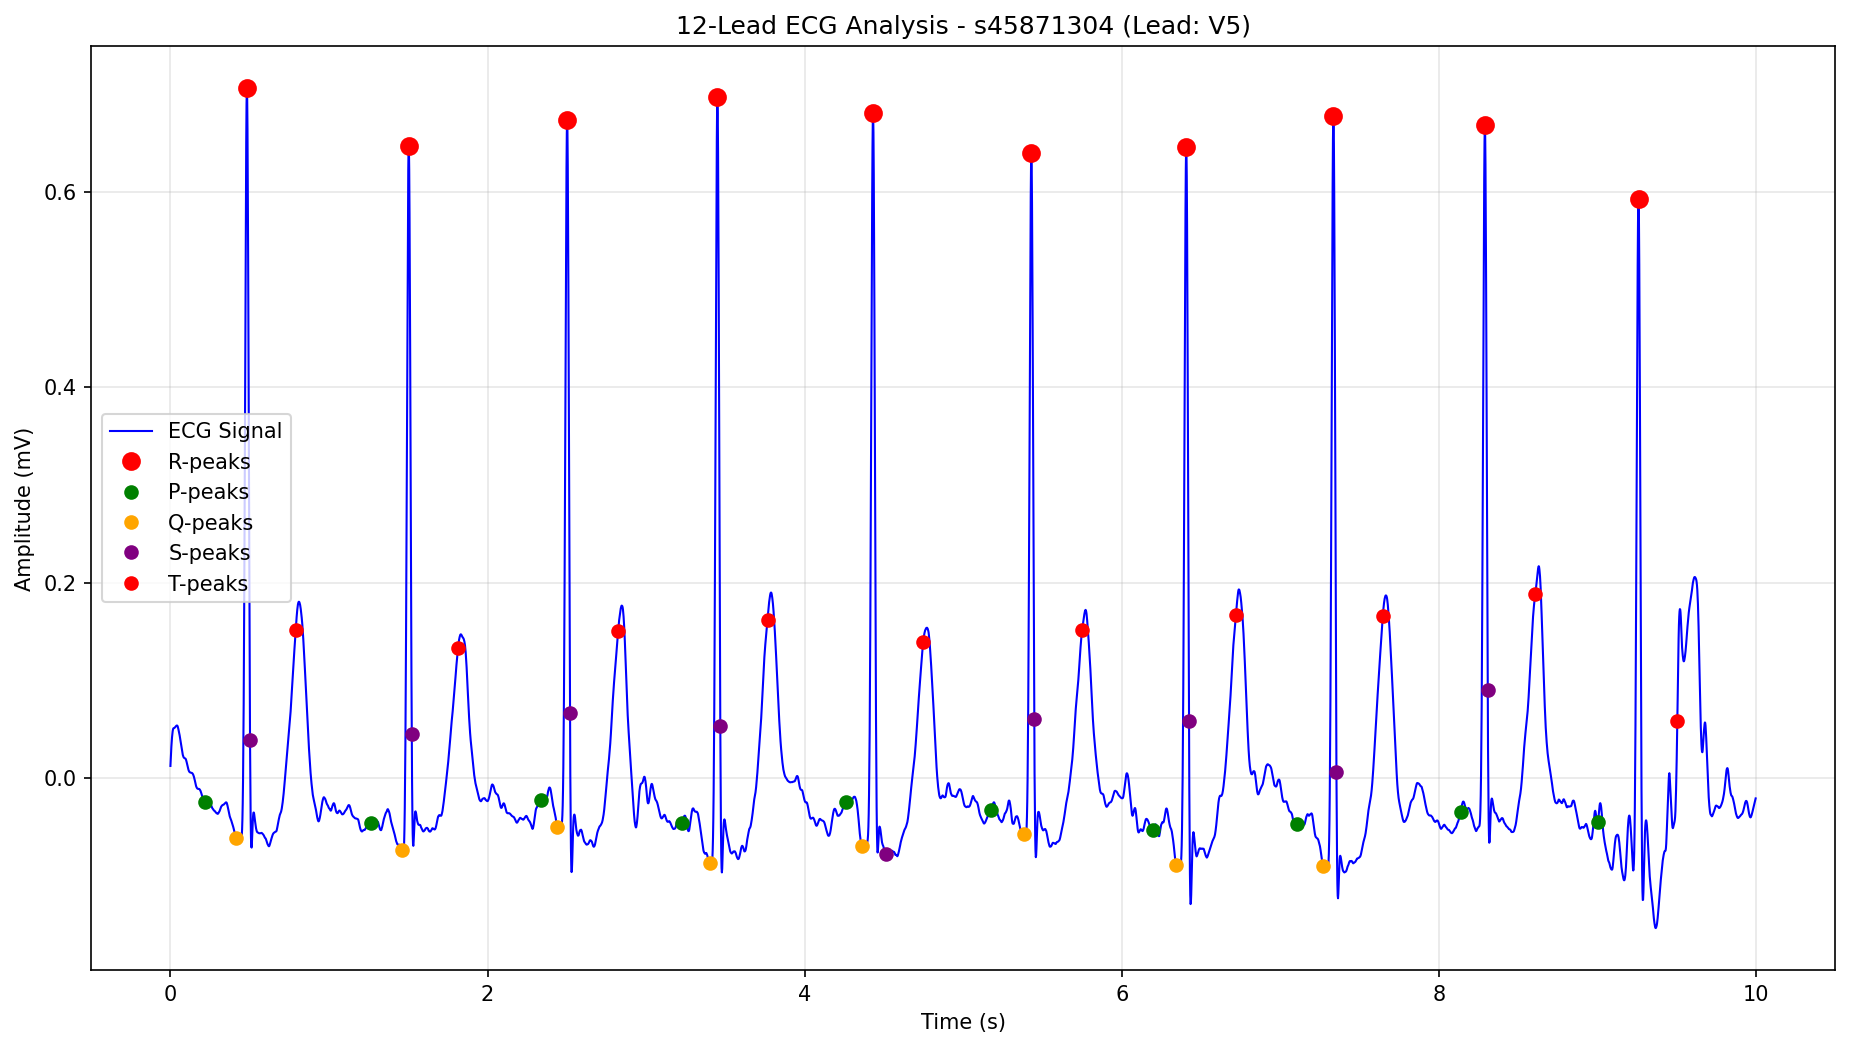 12-Lead ECG Analysis - s45871304 (Lead: V5)
Amplitude (mV)
0.6
0.4
0.2
0.0
ECG Signal
R-peaks
P-peaks
Q-peaks
S-peaks
T-peaks
0 2 4 6 8 10
Time (s)